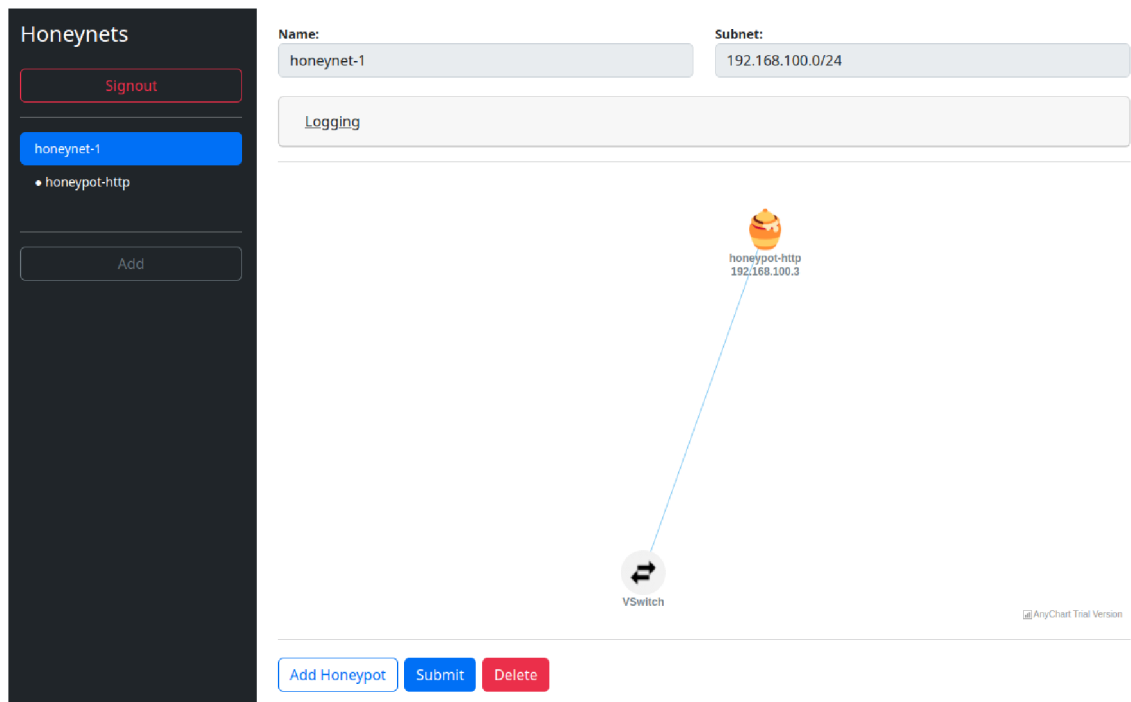 Honeynets
Signout
honeynet-1
● honeypot-http
Add
Name:
honeynet-1
Subnet:
192.168.100.0/24
Logging
honeypot-http
192.168.100.3
VSwitch
AnyChart Trial Version
Add Honeypot
Submit
Delete